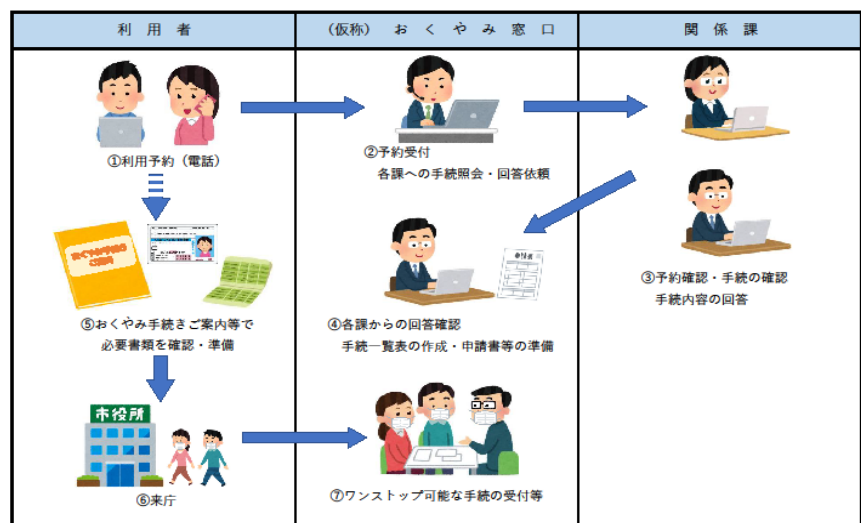 利用者
(仮称) おくやみ窓口
関係課
①利用予約（電話）
②予約受付
各課への手続照会・回答依頼
③予約確認・手続の確認
手続内容の回答
④各課からの回答確認
手続一覧表の作成・申請書等の準備
⑤おくやみ手続きご案内等で
必要書類を確認・準備
市役所
⑥来庁
⑦ワンストップ可能な手続の受付等